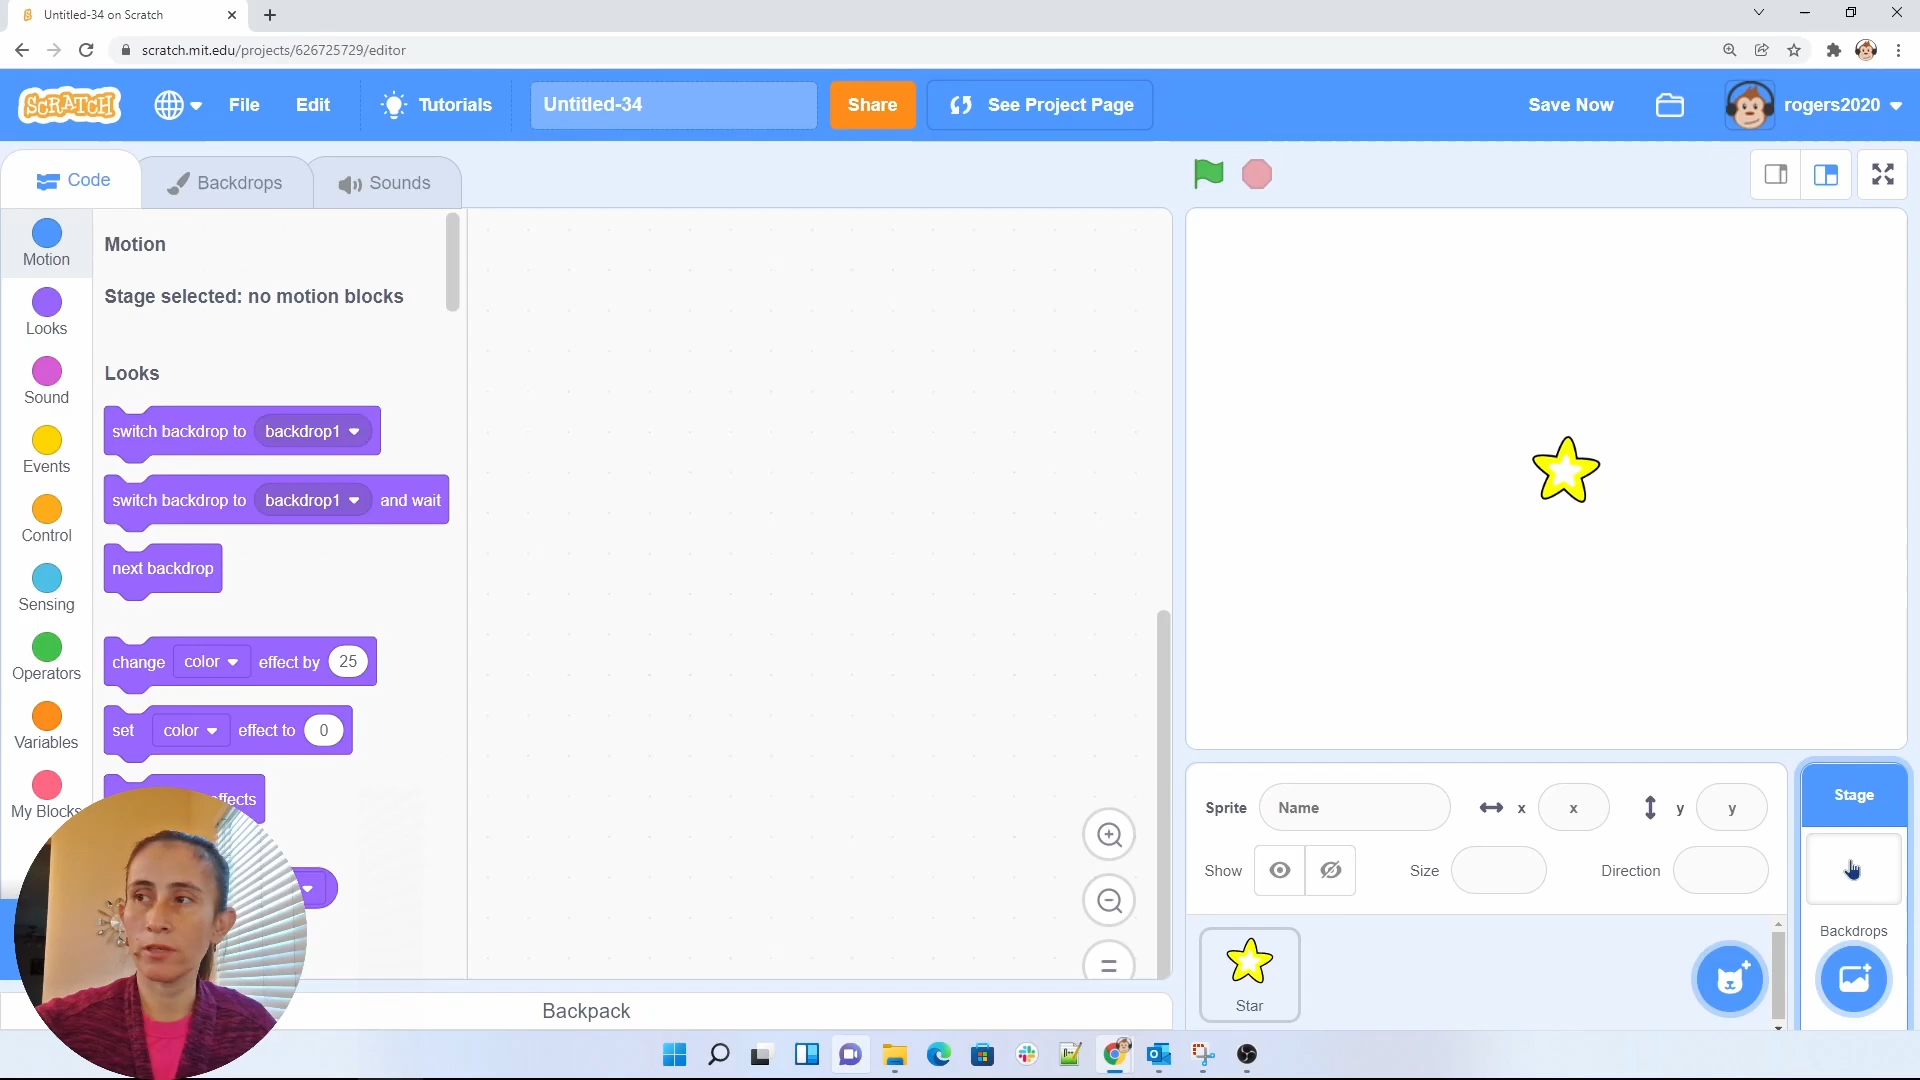 Untitled-34 on Scratch
scratch.mit.edu/projects/626725729/editor
SCRATCH
File
Edit
Tutorials
Untitled-34
Share
See Project Page
Save Now
rogers2020
Code
Backdrops
Sounds
Motion
Looks
Sound
Events
Control
Sensing
Operators
Variables
My Blocks
Motion
Stage selected: no motion blocks
Looks
switch backdrop to backdrop1
switch backdrop to backdrop1 and wait
next backdrop
change color effect by 25
set color effect to 0
Backpack
Sprite Name x x y y
Show Size Direction
Star
Stage
Backdrops